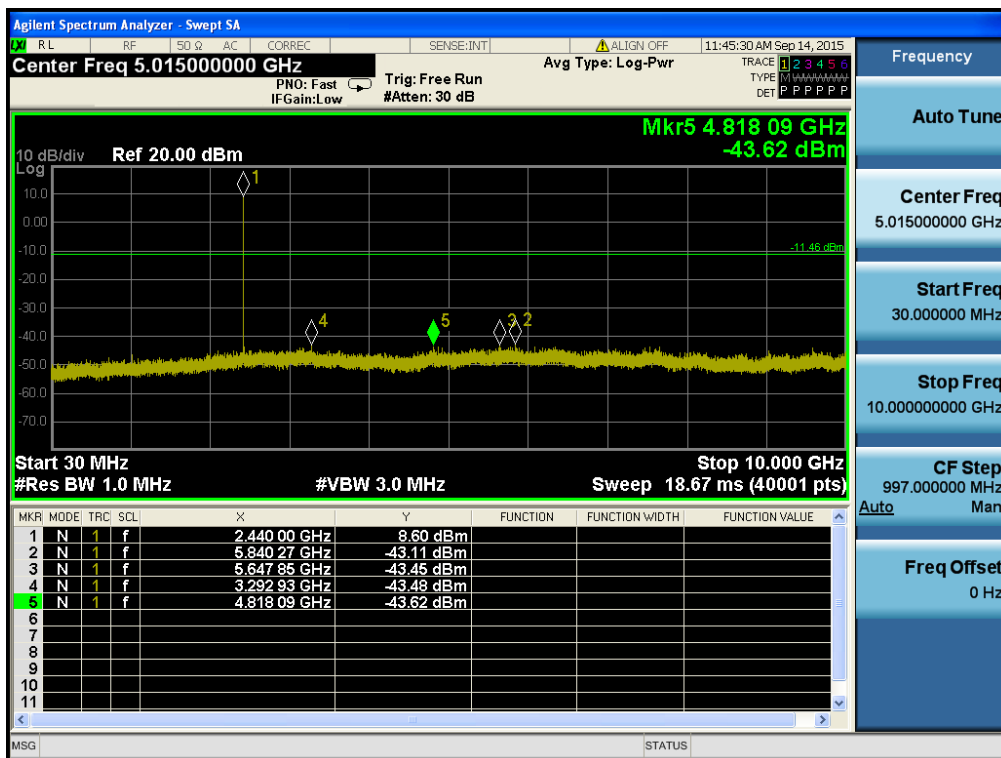 Agilent Spectrum Analyzer - Swept SA
LXI RL RF 50 Ω AC CORREC SENSE:INT ALIGN OFF 11:45:30 AM Sep 14, 2015
Center Freq 5.015000000 GHz
PNO: Fast
IFGain:Low
Trig: Free Run
#Atten: 30 dB
Avg Type: Log-Pwr
TRACE 1 2 3 4 5 6
TYPE M
DET P P P P P P
Mkr5 4.818 09 GHz
-43.62 dBm
10 dB/div
Log
Ref 20.00 dBm
10.0
0.00
-10.0
-20.0
-30.0
-40.0
-50.0
-60.0
-70.0
-11.46 dBm
1
4
5
3
2
Start 30 MHz
Stop 10.000 GHz
#Res BW 1.0 MHz
#VBW 3.0 MHz
Sweep 18.67 ms (40001 pts)
MKR MODE TRC SCL X Y FUNCTION FUNCTION WIDTH FUNCTION VALUE
1 N 1 f 2.440 00 GHz 8.60 dBm
2 N 1 f 5.840 27 GHz -43.11 dBm
3 N 1 f 5.647 85 GHz -43.45 dBm
4 N 1 f 3.292 93 GHz -43.48 dBm
5 N 1 f 4.818 09 GHz -43.62 dBm
6
7
8
9
10
11
MSG
STATUS
Frequency
Auto Tune
Center Freq
5.015000000 GHz
Start Freq
30.000000 MHz
Stop Freq
10.000000000 GHz
CF Step
997.000000 MHz
Auto Man
Freq Offset
0 Hz